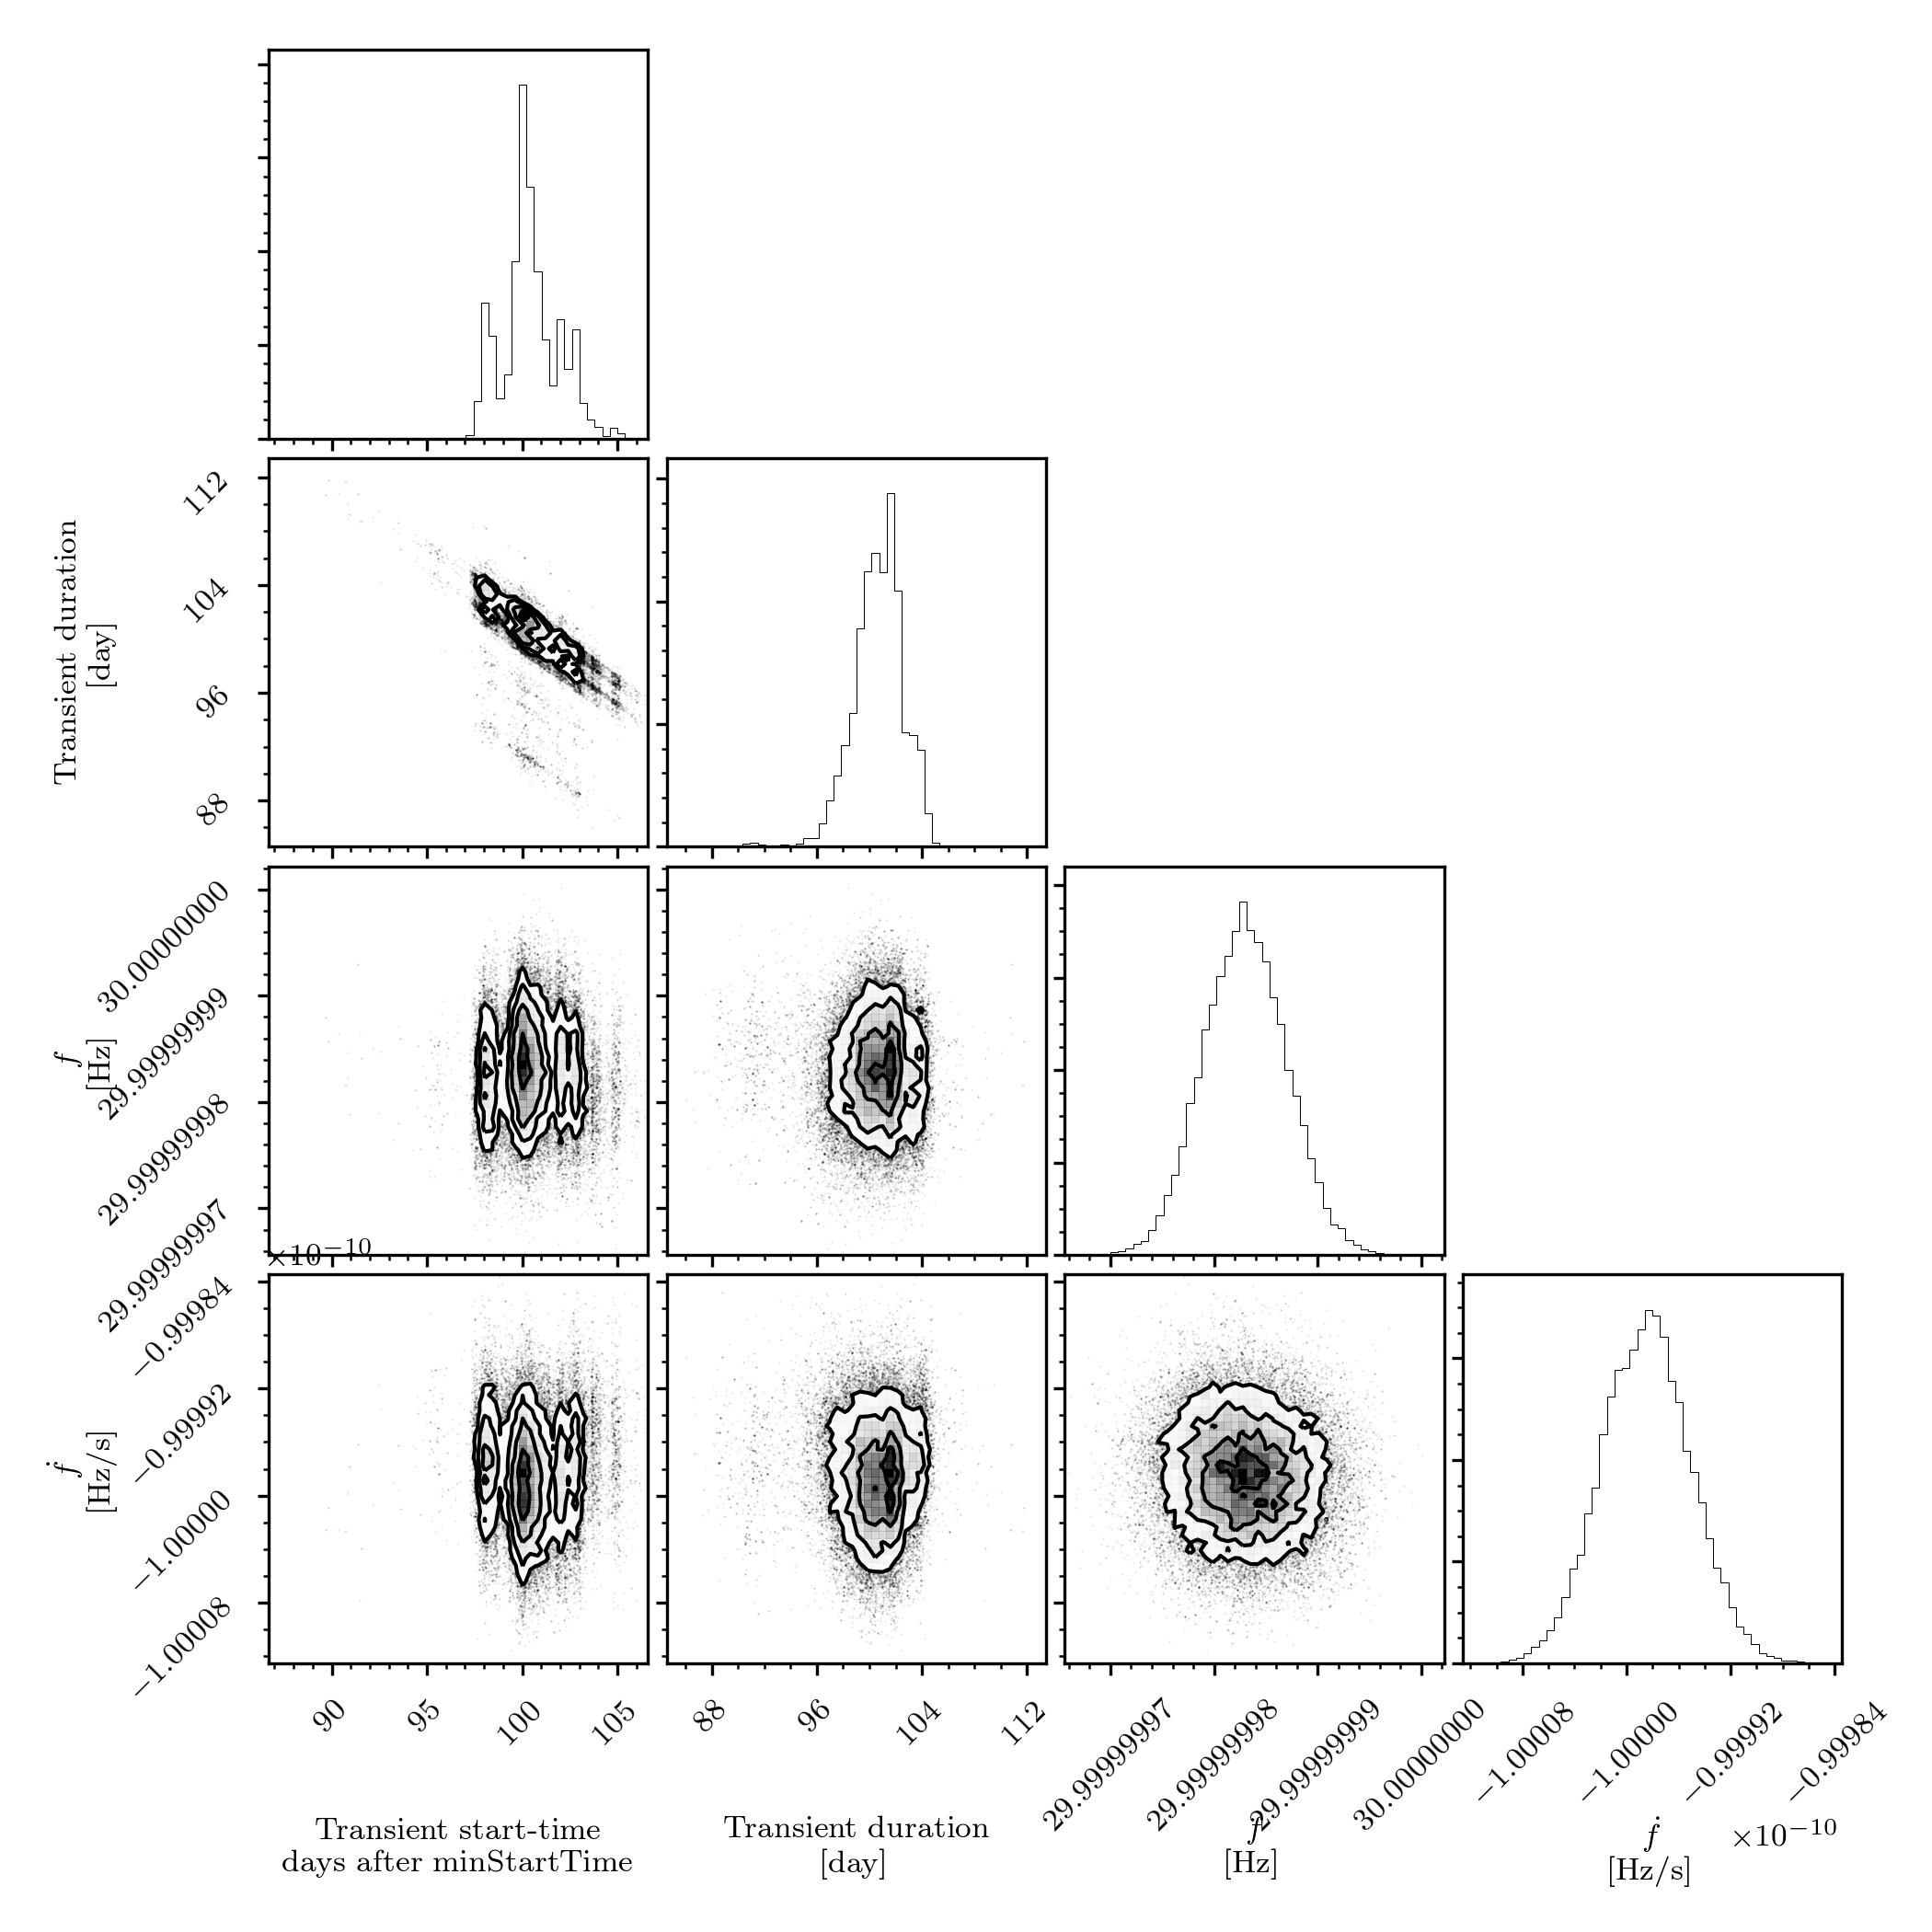 112
104
96
88
Transient duration
[day]
30.00000000
29.99999999
29.99999998
29.99999997
f
[Hz]
×10−10
−0.99984
−0.99992
−1.00000
−1.00008
ḟ
[Hz/s]
90
95
100
105
88
96
104
112
29.99999997
29.99999998
29.99999999
30.00000000
−1.00008
−1.00000
−0.99992
−0.99984
×10−10
Transient start-time
days after minStartTime
Transient duration
[day]
f
[Hz]
ḟ
[Hz/s]